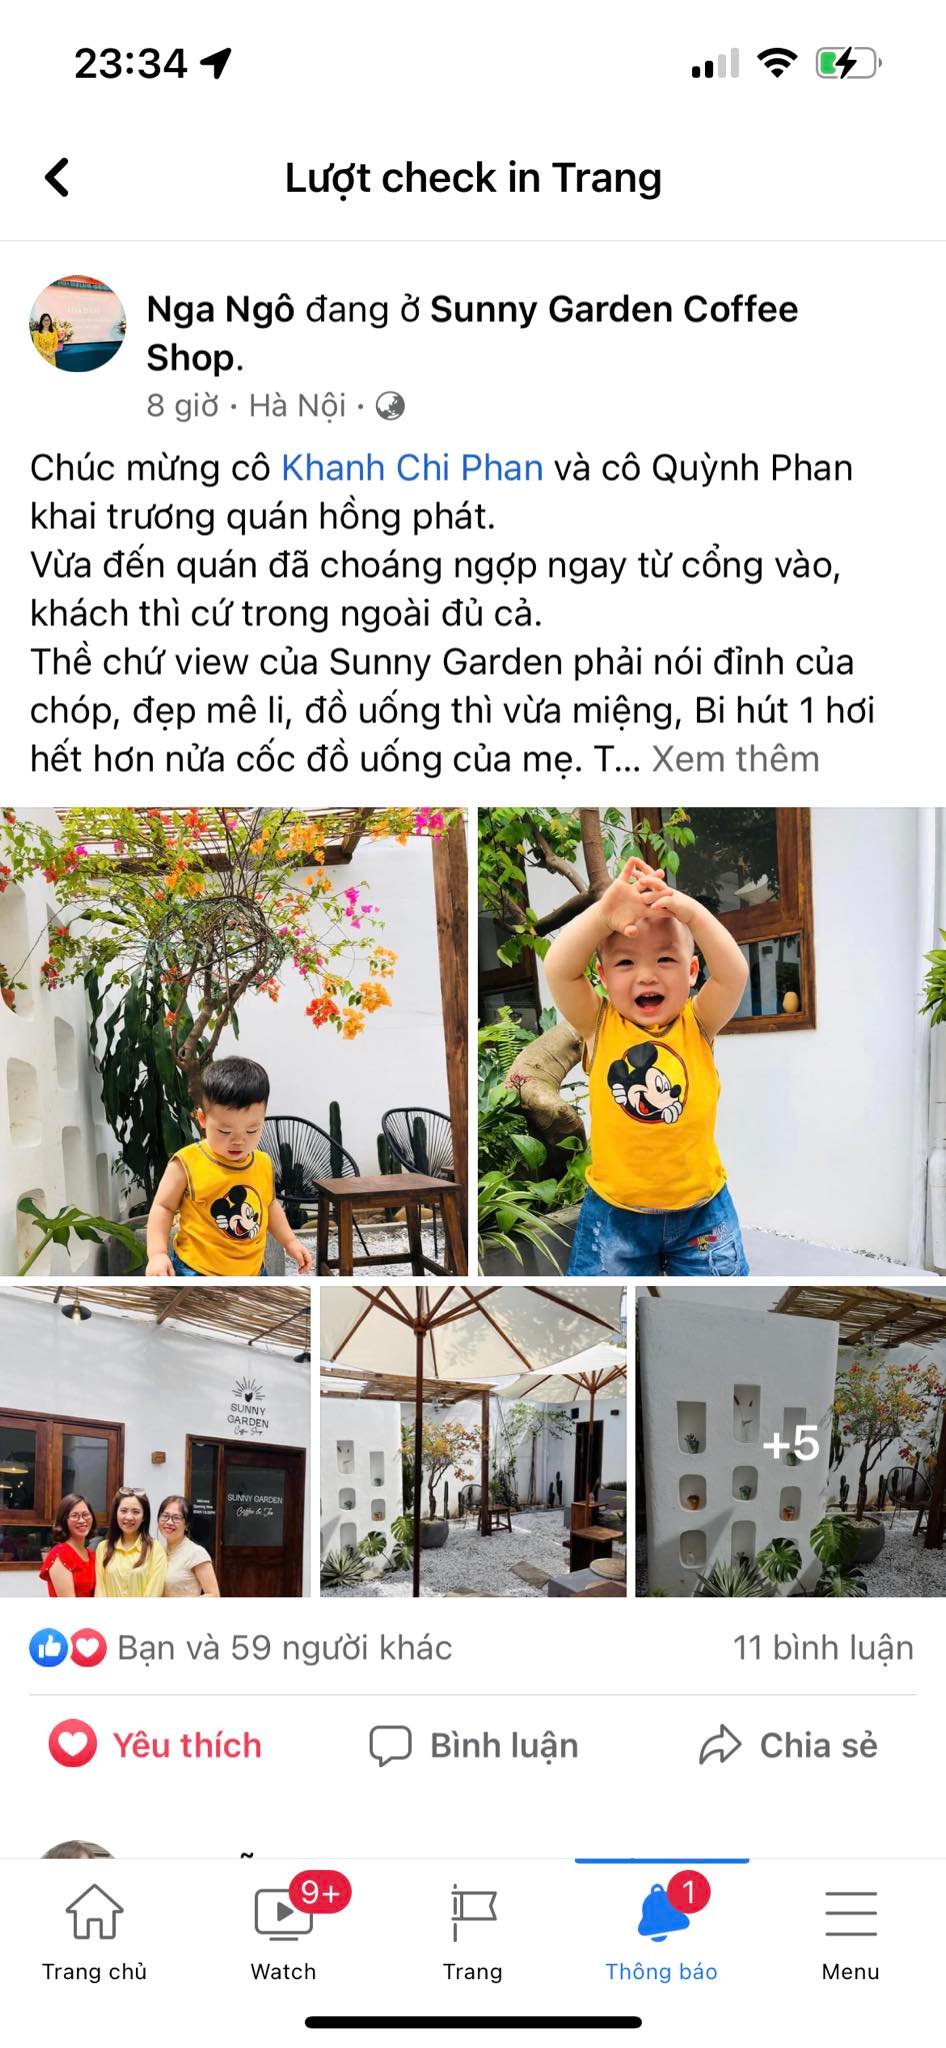 23:34
Lượt check in Trang
Nga Ngô đang ở Sunny Garden Coffee
Shop.
8 giờ · Hà Nội ·
Chúc mừng cô Khanh Chi Phan và cô Quỳnh Phan
khai trương quán hồng phát.
Vừa đến quán đã choáng ngợp ngay từ cổng vào,
khách thì cứ trong ngoài đủ cả.
Thề chứ view của Sunny Garden phải nói đỉnh của
chóp, đẹp mê li, đồ uống thì vừa miệng, Bi hút 1 hơi
hết hơn nửa cốc đồ uống của mẹ. T... Xem thêm
SUNNY
GARDEN
Coffee Shop
SUNNY GARDEN
Coffee & Tea
+5
Bạn và 59 người khác
11 bình luận
Yêu thích
Bình luận
Chia sẻ
9+
1
Trang chủ
Watch
Trang
Thông báo
Menu